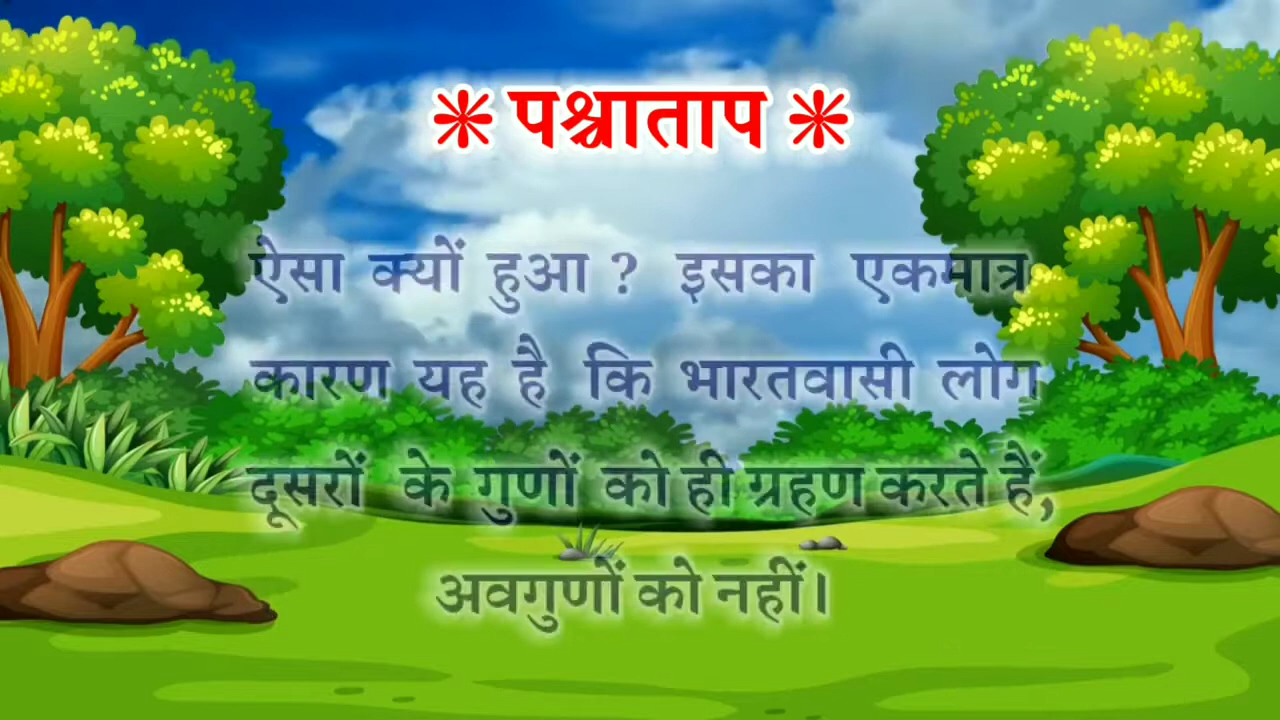 ❊ पश्चाताप ❊
ऐसा क्यों हुआ ? इसका एकमात्र
कारण यह है कि भारतवासी लोग
दूसरों के गुणों को ही ग्रहण करते हैं,
अवगुणों को नहीं।